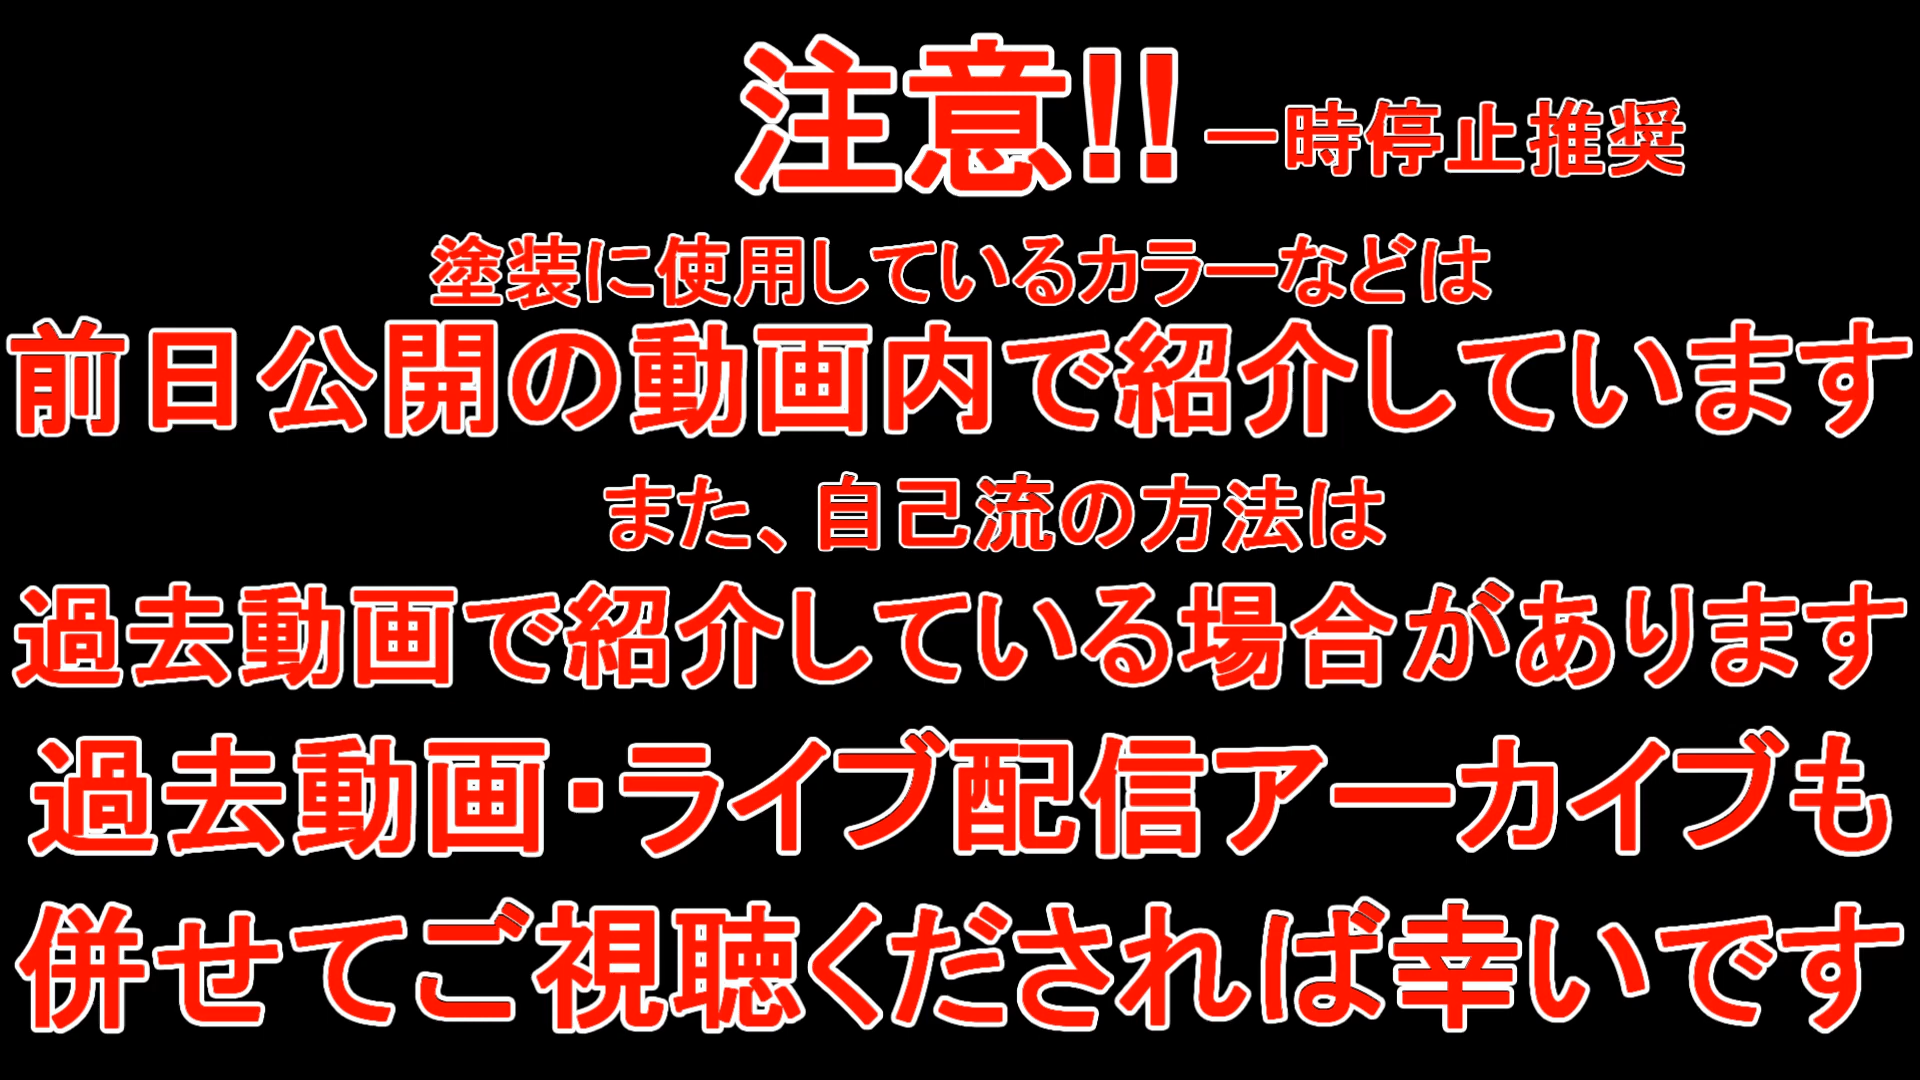 注意!!一時停止推奨
塗装に使用しているカラーなどは
前日公開の動画内で紹介しています
また、自己流の方法は
過去動画で紹介している場合があります
過去動画・ライブ配信アーカイブも
併せてご視聴くだされば幸いです